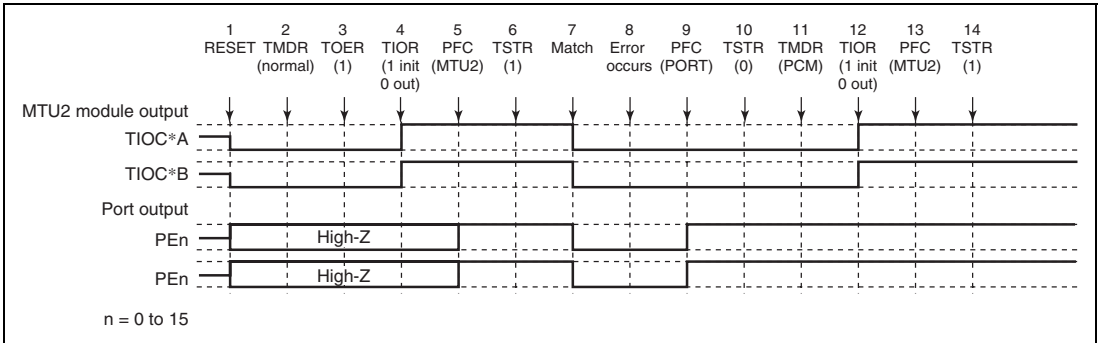 1 2 3 4 5 6 7 8 9 10 11 12 13 14
RESET TMDR TOER TIOR PFC TSTR Match Error PFC TSTR TMDR TIOR PFC TSTR
(normal) (1) (1 init (MTU2) (1) occurs (PORT) (0) (PCM) (1 init (MTU2) (1)
0 out) 0 out)
MTU2 module output
TIOC*A
TIOC*B
Port output
PEn High-Z
PEn High-Z
n = 0 to 15